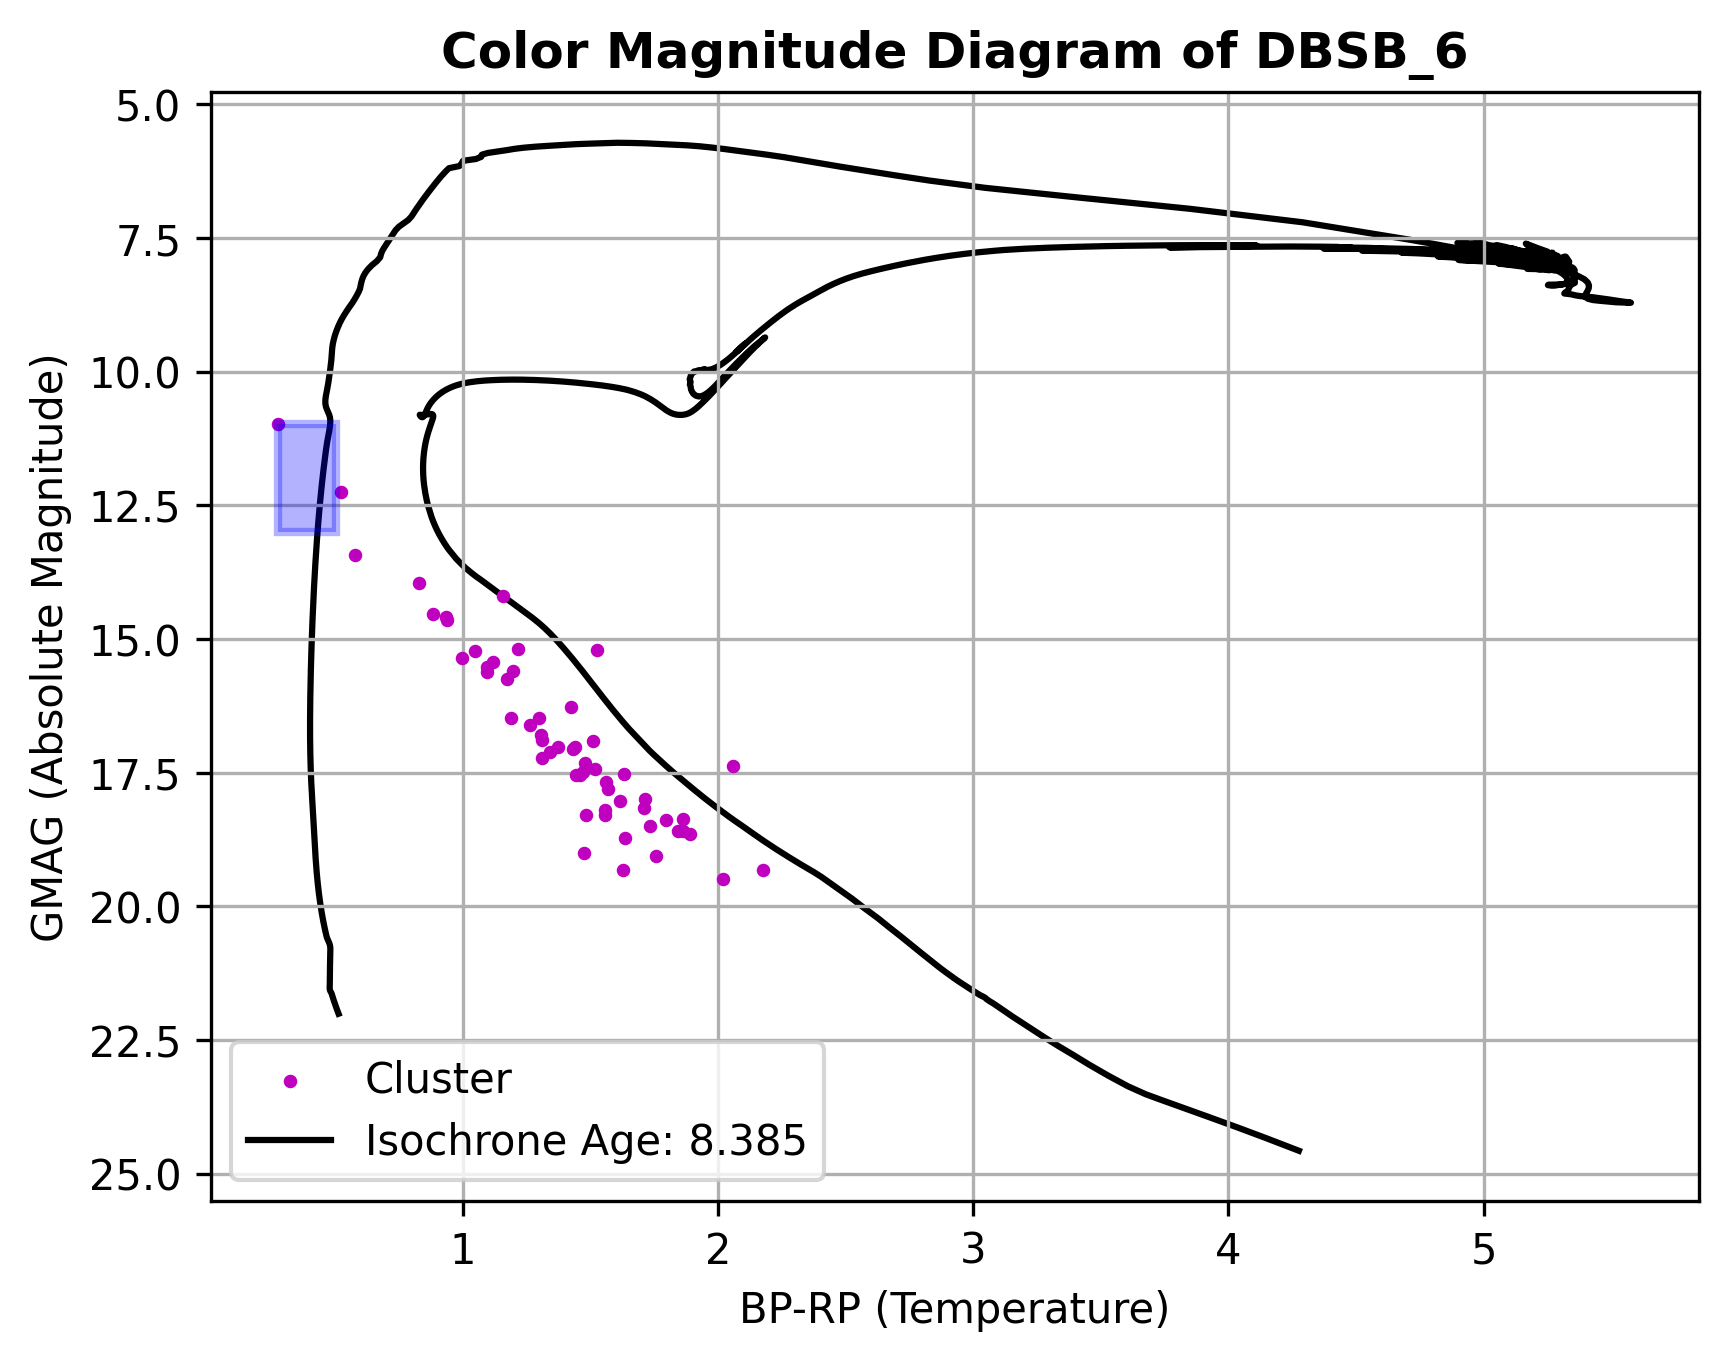 Color Magnitude Diagram of DBSB_6
GMAG (Absolute Magnitude)
5.0
7.5
10.0
12.5
15.0
17.5
20.0
22.5
25.0
Cluster
Isochrone Age: 8.385
1 2 3 4 5
BP-RP (Temperature)